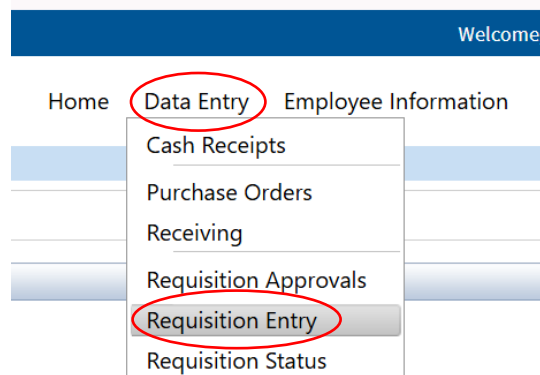 Welcome
Home Data Entry Employee Information
Cash Receipts
Purchase Orders
Receiving
Requisition Approvals
Requisition Entry
Requisition Status